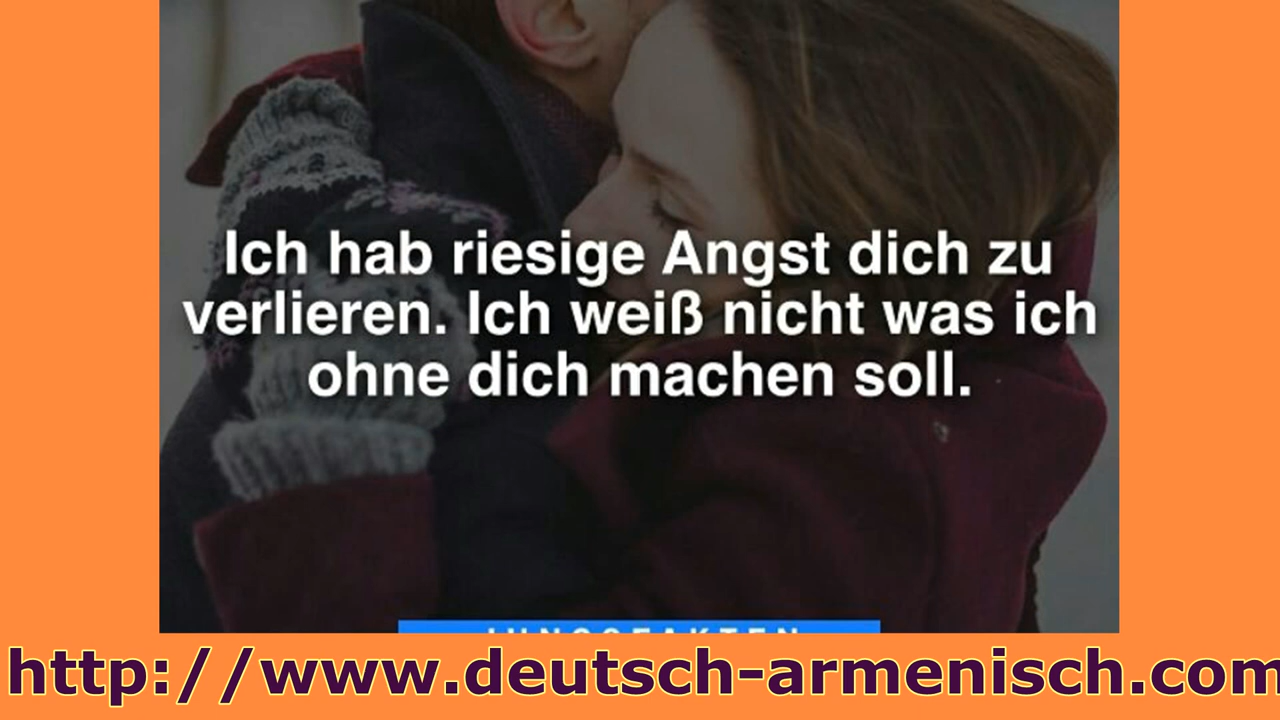 Ich hab riesige Angst dich zu
verlieren. Ich weiß nicht was ich
ohne dich machen soll.
JUNGSFAKTEN
http://www.deutsch-armenisch.com